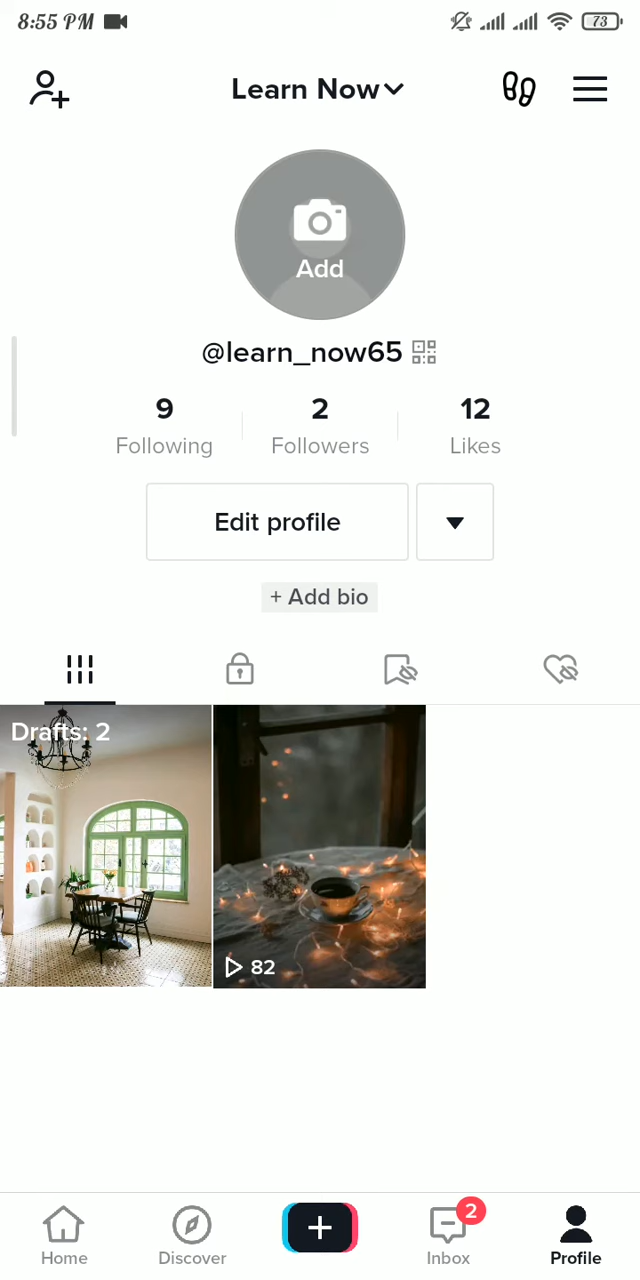 8:55 PM 73
Learn Now
Add
@learn_now65
9 2 12
Following Followers Likes
Edit profile
+ Add bio
Drafts: 2
82
2
Home Discover Inbox Profile